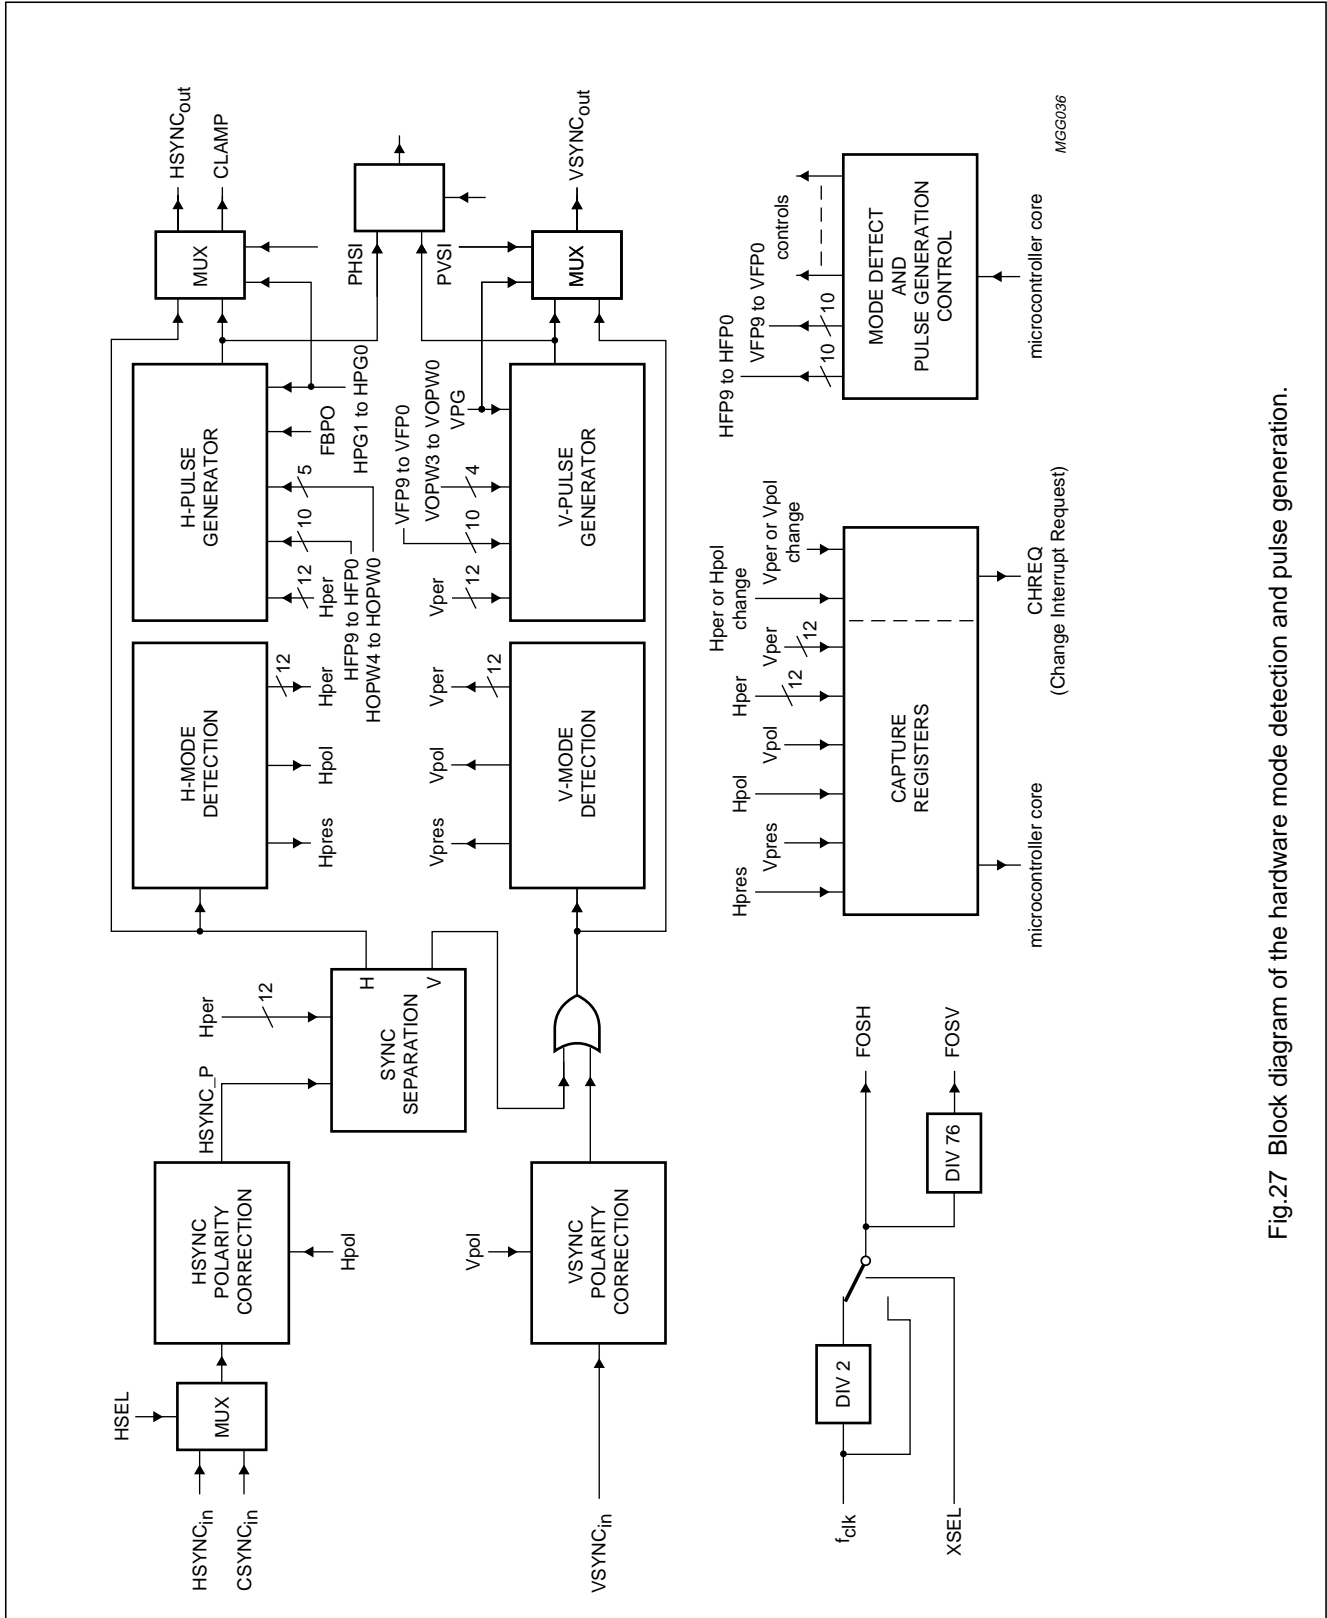 HSYNCin
CSYNCin
HSEL
MUX
HSYNC
POLARITY
CORRECTION
Hpol
HSYNC_P
Hper
12
SYNC
SEPARATION
H
V
H-MODE
DETECTION
Hpres
Hpol
Hper
12
H-PULSE
GENERATOR
12
Hper
10
HFP9 to HFP0
5
HOPW4 to HOPW0
FBPO
HPG1 to HPG0
MUX
HSYNCout
CLAMP
PHSI
PVSI
VSYNCin
Vpol
VSYNC
POLARITY
CORRECTION
Vpres
Vpol
Vper
12
V-MODE
DETECTION
Vper
12
VFP9 to VFP0
10
VOPW3 to VOPW0
4
VPG
V-PULSE
GENERATOR
MUX
VSYNCout
fclk
XSEL
DIV 2
DIV 76
FOSH
FOSV
Hpres
Vpres
Hpol
Vpol
Hper
12
Vper
12
Hper or Hpol
change
Vper or Vpol
change
CAPTURE
REGISTERS
microcontroller core
CHREQ
(Change Interrupt Request)
HFP9 to HFP0
VFP9 to VFP0
10
10
controls
MODE DETECT
AND
PULSE GENERATION
CONTROL
microcontroller core
MGG036
Fig.27 Block diagram of the hardware mode detection and pulse generation.